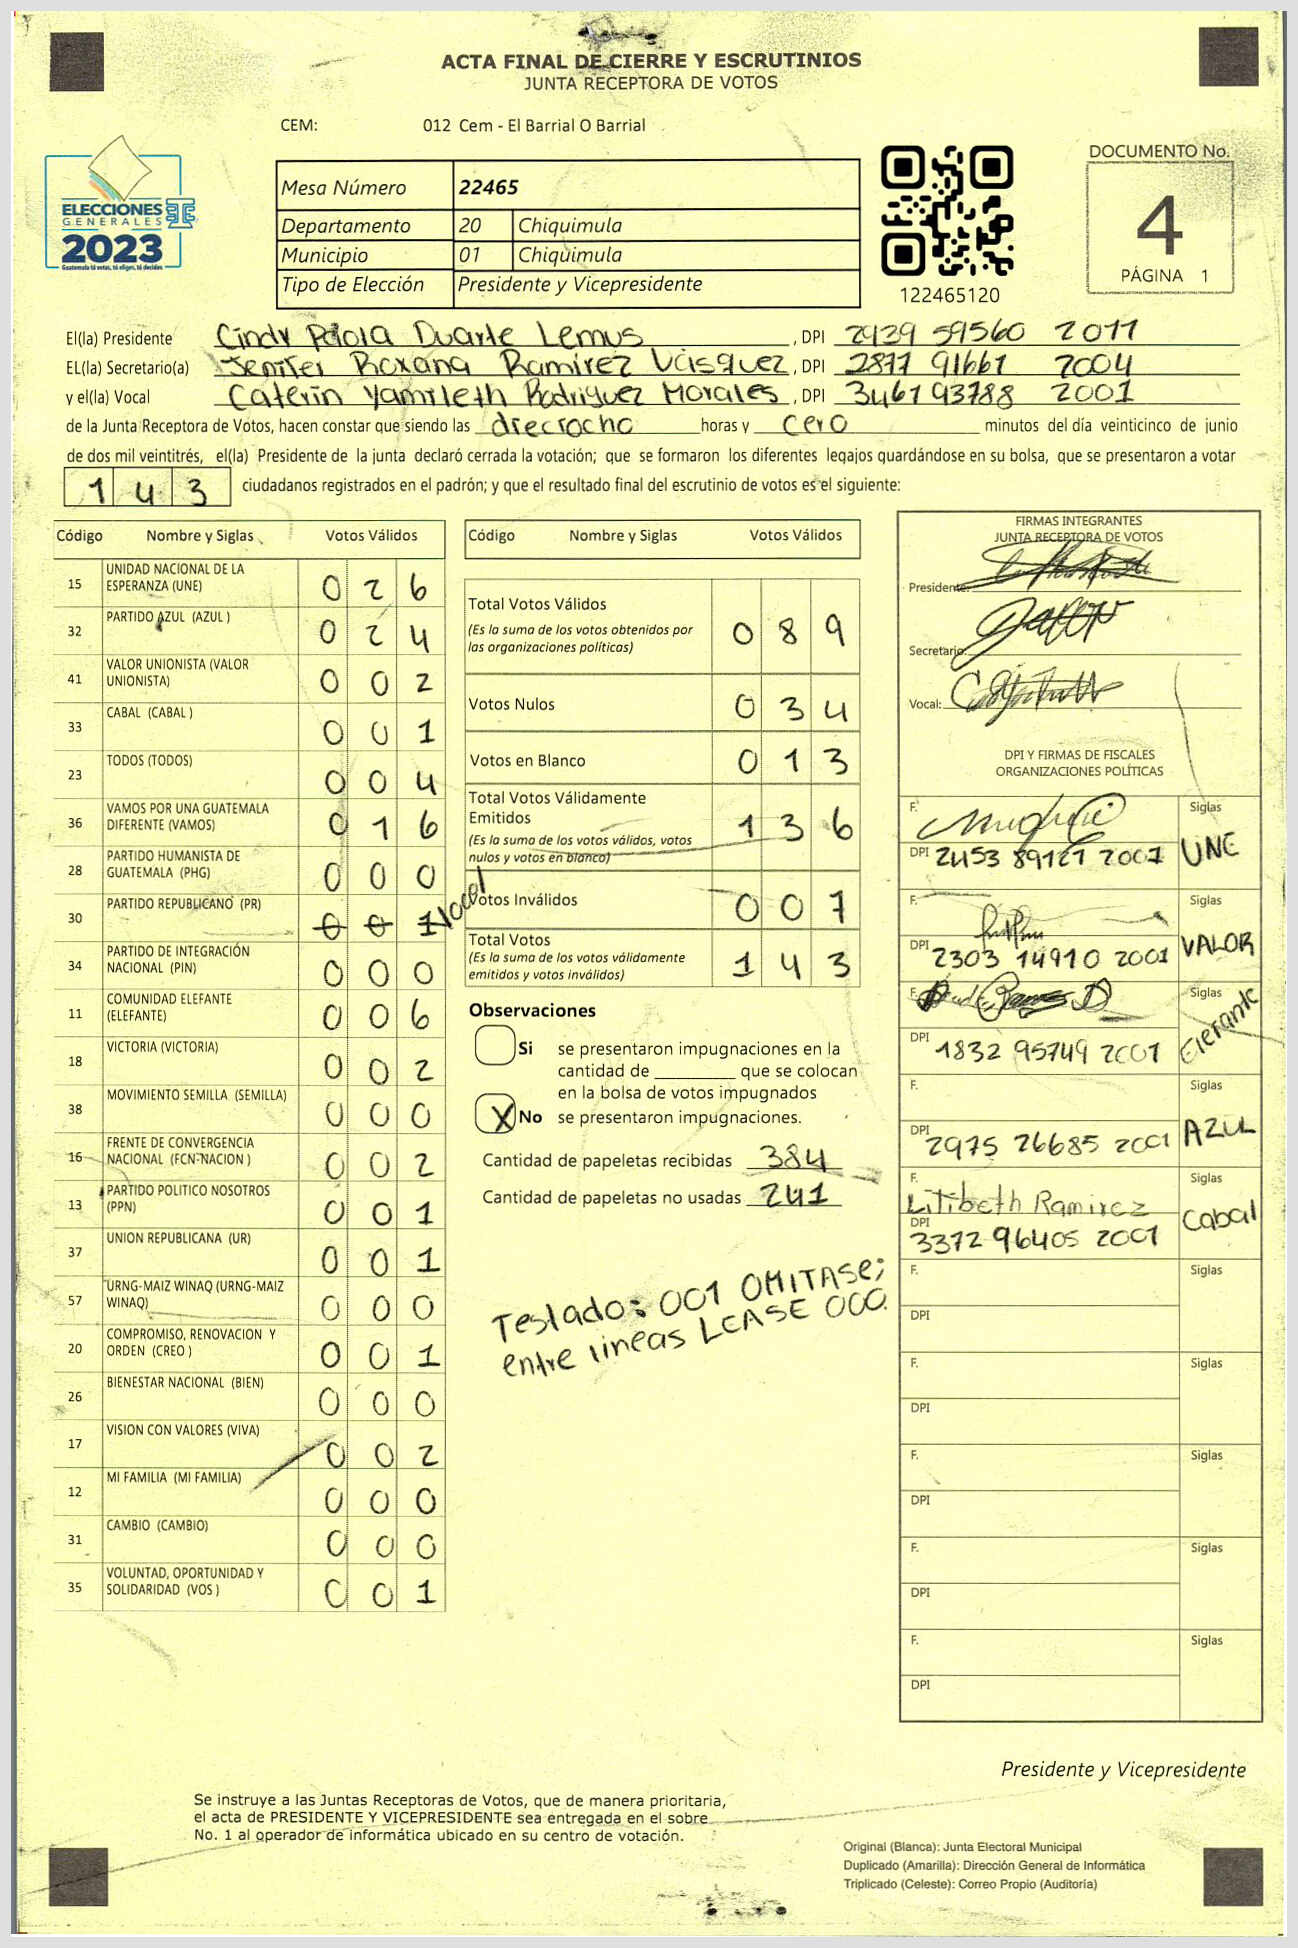 ACTA FINAL DE CIERRE Y ESCRUTINIOS
JUNTA RECEPTORA DE VOTOS
CEM: 012 Cem - El Barrial O Barrial
ELECCIONES
GENERALES
2023
Guatemala tú votas, tú eliges, tú decides
Mesa Número 22465
Departamento 20 Chiquimula
Municipio 01 Chiquimula
Tipo de Elección Presidente y Vicepresidente
122465120
DOCUMENTO No.
4
PÁGINA 1
El(la) Presidente Cindy Paola Duarte Lemus, DPI 2939 59560 2011
EL(la) Secretario(a) Jenifer Roxana Ramirez Vásquez, DPI 2877 91661 2004
y el(la) Vocal Caterin Yamileth Rodriguez Morales, DPI 3461 93788 2001
de la Junta Receptora de Votos, hacen constar que siendo las dieciocho horas y cero minutos del día veinticinco de junio
de dos mil veintitrés, el(la) Presidente de la junta declaró cerrada la votación; que se formaron los diferentes legajos quardándose en su bolsa, que se presentaron a votar
143 ciudadanos registrados en el padrón; y que el resultado final del escrutinio de votos es el siguiente:
Código Nombre y Siglas Votos Válidos
15 UNIDAD NACIONAL DE LA ESPERANZA (UNE) 0 2 6
32 PARTIDO AZUL (AZUL ) 0 2 4
41 VALOR UNIONISTA (VALOR UNIONISTA) 0 0 2
33 CABAL (CABAL ) 0 0 1
23 TODOS (TODOS) 0 0 4
36 VAMOS POR UNA GUATEMALA DIFERENTE (VAMOS) 0 1 6
28 PARTIDO HUMANISTA DE GUATEMALA (PHG) 0 0 0
30 PARTIDO REPUBLICANO (PR) 0 0 1
34 PARTIDO DE INTEGRACIÓN NACIONAL (PIN) 0 0 0
11 COMUNIDAD ELEFANTE (ELEFANTE) 0 0 6
18 VICTORIA (VICTORIA) 0 0 2
38 MOVIMIENTO SEMILLA (SEMILLA) 0 0 0
16 FRENTE DE CONVERGENCIA NACIONAL (FCN-NACION ) 0 0 2
13 PARTIDO POLITICO NOSOTROS (PPN) 0 0 1
37 UNION REPUBLICANA (UR) 0 0 1
57 URNG-MAIZ WINAQ (URNG-MAIZ WINAQ) 0 0 0
20 COMPROMISO, RENOVACION Y ORDEN (CREO ) 0 0 1
26 BIENESTAR NACIONAL (BIEN) 0 0 0
17 VISION CON VALORES (VIVA) 0 0 2
12 MI FAMILIA (MI FAMILIA) 0 0 0
31 CAMBIO (CAMBIO) 0 0 0
35 VOLUNTAD, OPORTUNIDAD Y SOLIDARIDAD (VOS ) 0 0 1
Código Nombre y Siglas Votos Válidos
Total Votos Válidos 0 8 9
(Es la suma de los votos obtenidos por
las organizaciones políticas)
Votos Nulos 0 3 4
Votos en Blanco 0 1 3
Total Votos Válidamente
Emitidos 1 3 6
(Es la suma de los votos válidos, votos
nulos y votos en blanco)
Votos Inválidos 0 0 7
Total Votos 1 4 3
(Es la suma de los votos válidamente
emitidos y votos inválidos)
Observaciones
Si se presentaron impugnaciones en la
cantidad de ________ que se colocan
en la bolsa de votos impugnados
X No se presentaron impugnaciones.
Cantidad de papeletas recibidas 384
Cantidad de papeletas no usadas 241
Testado: 001 OMITASE;
entre lineas LEASE 000.
FIRMAS INTEGRANTES
JUNTA RECEPTORA DE VOTOS
Presidente:
Secretario:
Vocal:
DPI Y FIRMAS DE FISCALES
ORGANIZACIONES POLÍTICAS
F. Siglas
DPI 2453 89121 2001 UNE
F. Siglas
DPI 2303 14910 2001 VALOR
F. Siglas
DPI 1832 95749 2001 Elefante
F. Siglas
DPI 2975 26685 2001 AZUL
F. Litibeth Ramirez Siglas
DPI 3372 96405 2001 Cabal
F. Siglas
DPI
F. Siglas
DPI
F. Siglas
DPI
F. Siglas
DPI
F. Siglas
DPI
Presidente y Vicepresidente
Se instruye a las Juntas Receptoras de Votos, que de manera prioritaria,
el acta de PRESIDENTE Y VICEPRESIDENTE sea entregada en el sobre
No. 1 al operador de informática ubicado en su centro de votación.
Original (Blanca): Junta Electoral Municipal
Duplicado (Amarilla): Dirección General de Informática
Triplicado (Celeste): Correo Propio (Auditoría)